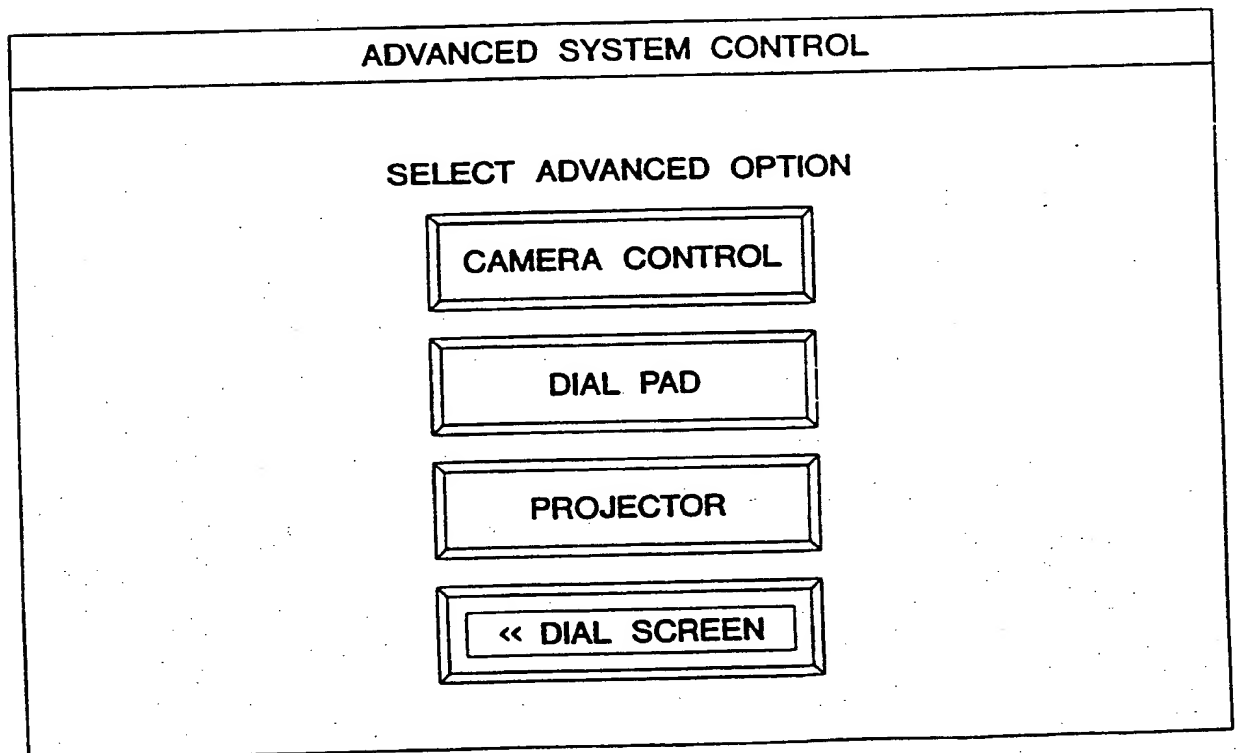 ADVANCED SYSTEM CONTROL
SELECT ADVANCED OPTION
CAMERA CONTROL
DIAL PAD
PROJECTOR
« DIAL SCREEN